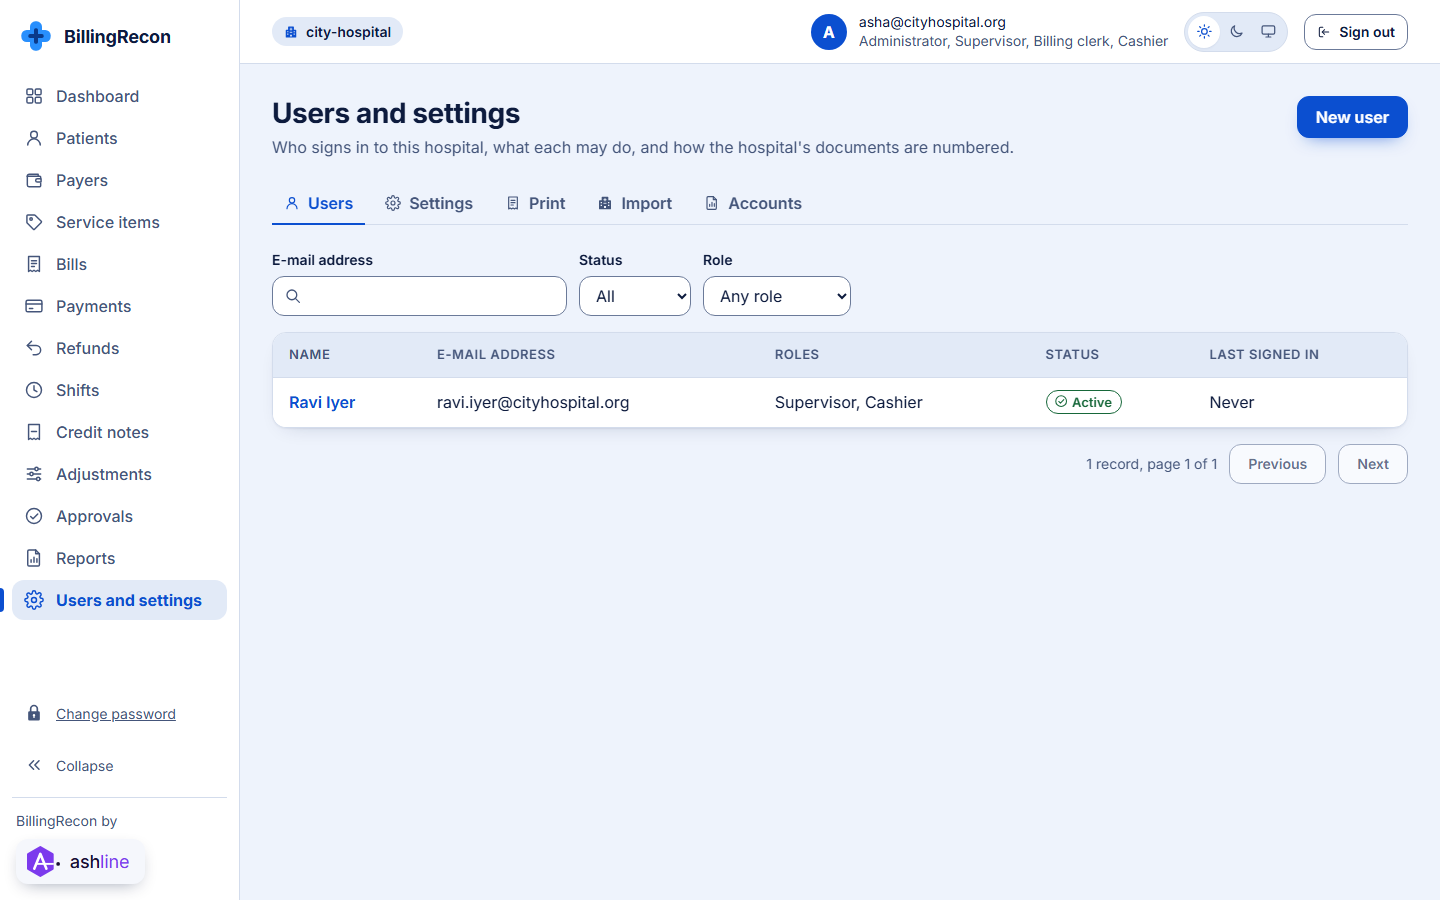 BillingRecon
Dashboard
Patients
Payers
Service items
Bills
Payments
Refunds
Shifts
Credit notes
Adjustments
Approvals
Reports
Users and settings
Change password
Collapse
BillingRecon by
A
ashline
city-hospital
A
asha@cityhospital.org
Administrator, Supervisor, Billing clerk, Cashier
Sign out
Users and settings
Who signs in to this hospital, what each may do, and how the hospital's documents are numbered.
New user
Users Settings Print Import Accounts
E-mail address Status Role
All Any role
NAME E-MAIL ADDRESS ROLES STATUS LAST SIGNED IN
Ravi Iyer ravi.iyer@cityhospital.org Supervisor, Cashier Active Never
1 record, page 1 of 1 Previous Next